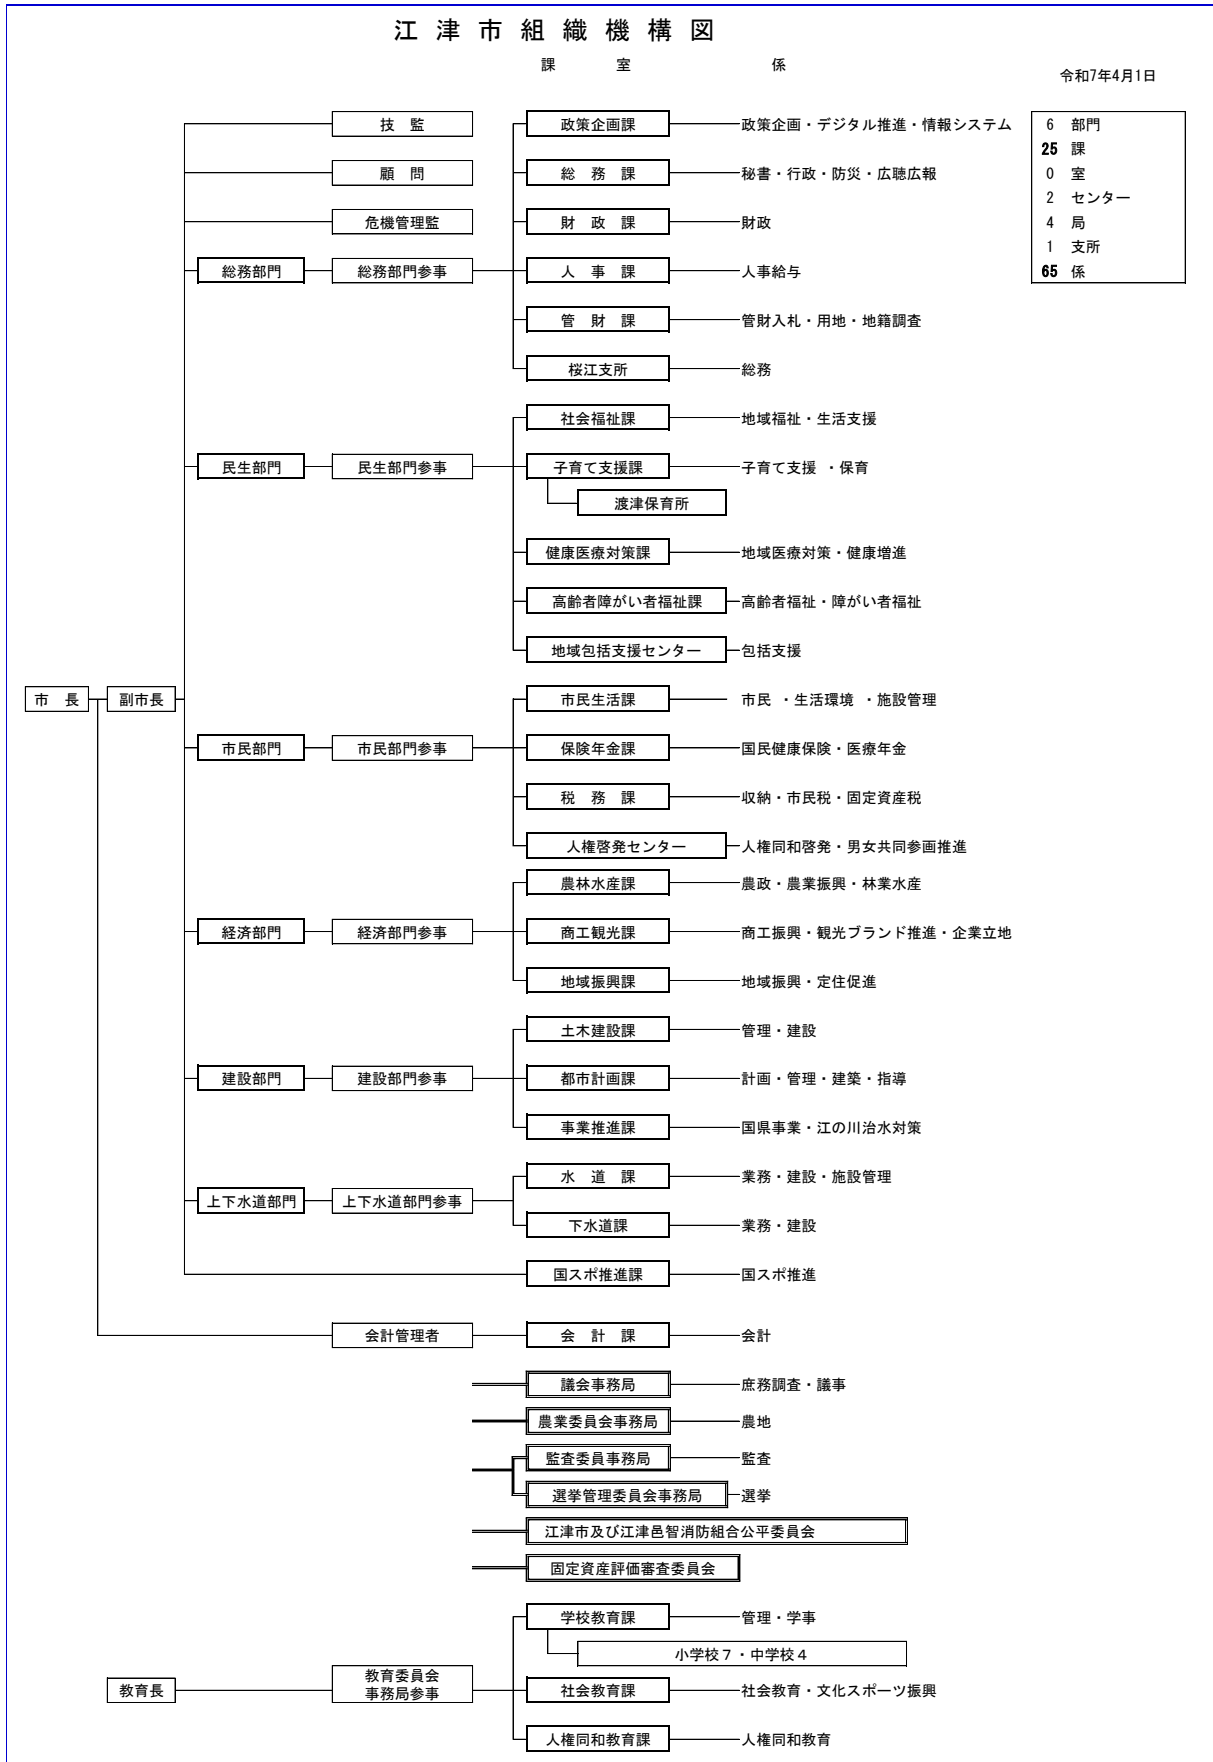 江津市組織機構図
課 室 係
令和7年4月1日
技 監 政策企画課 政策企画・デジタル推進・情報システム
6 部門
25 課
顧 問 総 務 課 秘書・行政・防災・広聴広報
0 室
2 センター
危機管理監 財 政 課 財政
4 局
1 支所
総務部門 総務部門参事 人 事 課 人事給与
65 係
管 財 課 管財入札・用地・地籍調査
桜江支所 総務
社会福祉課 地域福祉・生活支援
民生部門 民生部門参事 子育て支援課 子育て支援 ・保育
渡津保育所
健康医療対策課 地域医療対策・健康増進
高齢者障がい者福祉課 高齢者福祉・障がい者福祉
地域包括支援センター 包括支援
市 長 副市長 市民生活課 市民 ・生活環境 ・施設管理
市民部門 市民部門参事 保険年金課 国民健康保険・医療年金
税 務 課 収納・市民税・固定資産税
人権啓発センター 人権同和啓発・男女共同参画推進
農林水産課 農政・農業振興・林業水産
経済部門 経済部門参事 商工観光課 商工振興・観光ブランド推進・企業立地
地域振興課 地域振興・定住促進
土木建設課 管理・建設
建設部門 建設部門参事 都市計画課 計画・管理・建築・指導
事業推進課 国県事業・江の川治水対策
水 道 課 業務・建設・施設管理
上下水道部門 上下水道部門参事
下水道課 業務・建設
国スポ推進課 国スポ推進
会計管理者 会 計 課 会計
議会事務局 庶務調査・議事
農業委員会事務局 農地
監査委員事務局 監査
選挙管理委員会事務局 選挙
江津市及び江津邑智消防組合公平委員会
固定資産評価審査委員会
学校教育課 管理・学事
小学校7・中学校4
教育長 教育委員会
事務局参事 社会教育課 社会教育・文化スポーツ振興
人権同和教育課 人権同和教育